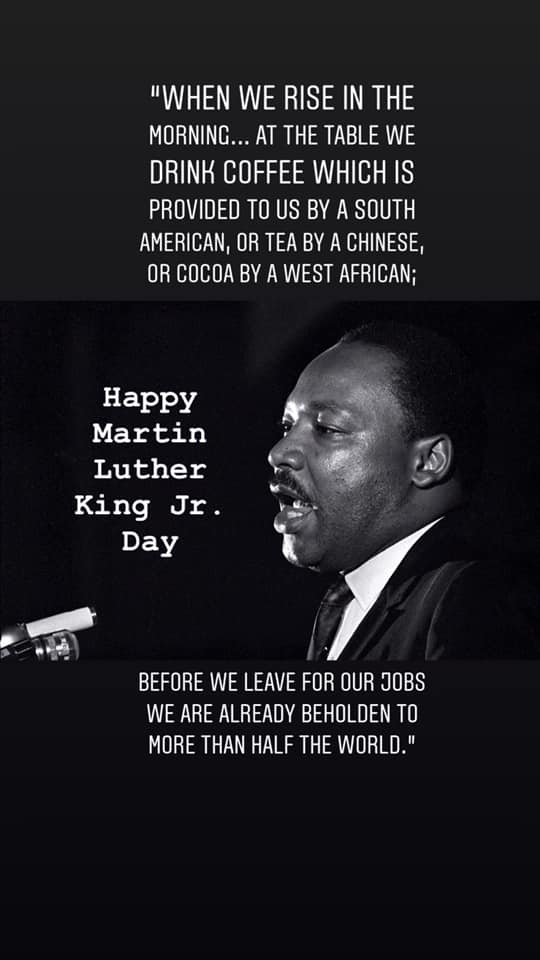 "WHEN WE RISE IN THE
MORNING... AT THE TABLE WE
DRINK COFFEE WHICH IS
PROVIDED TO US BY A SOUTH
AMERICAN, OR TEA BY A CHINESE,
OR COCOA BY A WEST AFRICAN;
Happy
Martin
Luther
King Jr.
Day
BEFORE WE LEAVE FOR OUR JOBS
WE ARE ALREADY BEHOLDEN TO
MORE THAN HALF THE WORLD."